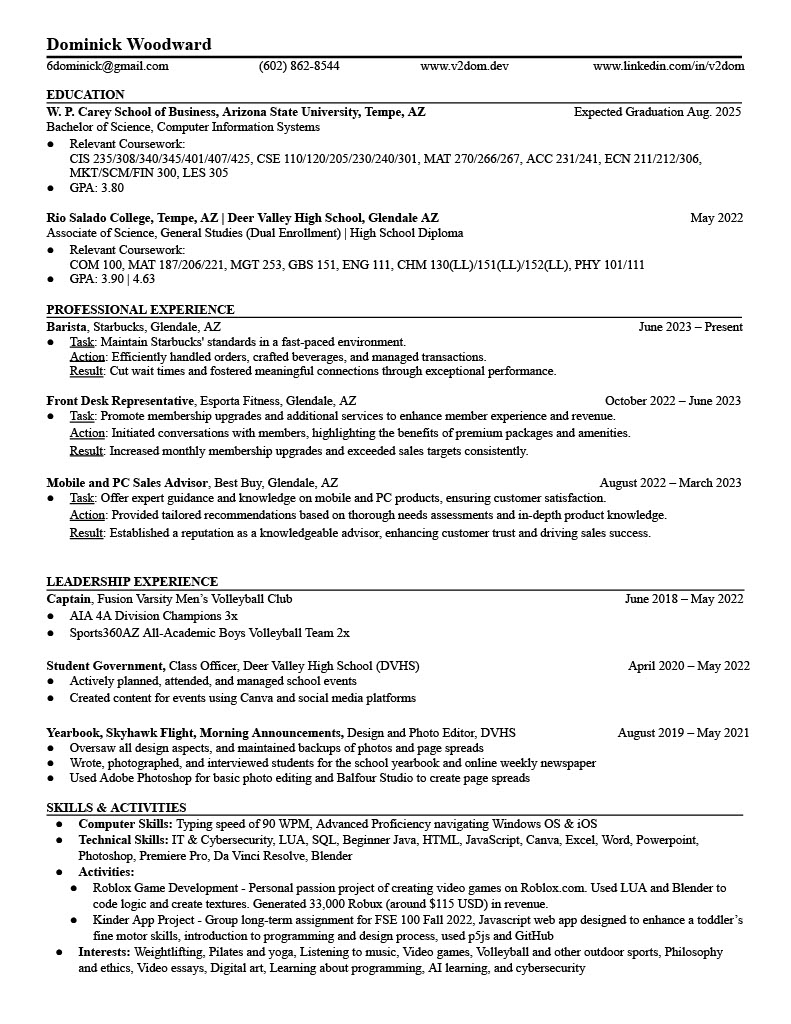 Dominick Woodward
6dominick@gmail.com (602) 862-8544 www.v2dom.dev www.linkedin.com/in/v2dom
EDUCATION
W. P. Carey School of Business, Arizona State University, Tempe, AZ Expected Graduation Aug. 2025
Bachelor of Science, Computer Information Systems
● Relevant Coursework:
CIS 235/308/340/345/401/407/425, CSE 110/120/205/230/240/301, MAT 270/266/267, ACC 231/241, ECN 211/212/306,
MKT/SCM/FIN 300, LES 305
● GPA: 3.80
Rio Salado College, Tempe, AZ | Deer Valley High School, Glendale AZ May 2022
Associate of Science, General Studies (Dual Enrollment) | High School Diploma
● Relevant Coursework:
COM 100, MAT 187/206/221, MGT 253, GBS 151, ENG 111, CHM 130(LL)/151(LL)/152(LL), PHY 101/111
● GPA: 3.90 | 4.63
PROFESSIONAL EXPERIENCE
Barista, Starbucks, Glendale, AZ June 2023 – Present
● Task: Maintain Starbucks' standards in a fast-paced environment.
Action: Efficiently handled orders, crafted beverages, and managed transactions.
Result: Cut wait times and fostered meaningful connections through exceptional performance.
Front Desk Representative, Esporta Fitness, Glendale, AZ October 2022 – June 2023
● Task: Promote membership upgrades and additional services to enhance member experience and revenue.
Action: Initiated conversations with members, highlighting the benefits of premium packages and amenities.
Result: Increased monthly membership upgrades and exceeded sales targets consistently.
Mobile and PC Sales Advisor, Best Buy, Glendale, AZ August 2022 – March 2023
● Task: Offer expert guidance and knowledge on mobile and PC products, ensuring customer satisfaction.
Action: Provided tailored recommendations based on thorough needs assessments and in-depth product knowledge.
Result: Established a reputation as a knowledgeable advisor, enhancing customer trust and driving sales success.
LEADERSHIP EXPERIENCE
Captain, Fusion Varsity Men’s Volleyball Club June 2018 – May 2022
● AIA 4A Division Champions 3x
● Sports360AZ All-Academic Boys Volleyball Team 2x
Student Government, Class Officer, Deer Valley High School (DVHS) April 2020 – May 2022
● Actively planned, attended, and managed school events
● Created content for events using Canva and social media platforms
Yearbook, Skyhawk Flight, Morning Announcements, Design and Photo Editor, DVHS August 2019 – May 2021
● Oversaw all design aspects, and maintained backups of photos and page spreads
● Wrote, photographed, and interviewed students for the school yearbook and online weekly newspaper
● Used Adobe Photoshop for basic photo editing and Balfour Studio to create page spreads
SKILLS & ACTIVITIES
● Computer Skills: Typing speed of 90 WPM, Advanced Proficiency navigating Windows OS & iOS
● Technical Skills: IT & Cybersecurity, LUA, SQL, Beginner Java, HTML, JavaScript, Canva, Excel, Word, Powerpoint,
Photoshop, Premiere Pro, Da Vinci Resolve, Blender
● Activities:
● Roblox Game Development - Personal passion project of creating video games on Roblox.com. Used LUA and Blender to
code logic and create textures. Generated 33,000 Robux (around $115 USD) in revenue.
● Kinder App Project - Group long-term assignment for FSE 100 Fall 2022, Javascript web app designed to enhance a toddler’s
fine motor skills, introduction to programming and design process, used p5js and GitHub
● Interests: Weightlifting, Pilates and yoga, Listening to music, Video games, Volleyball and other outdoor sports, Philosophy
and ethics, Video essays, Digital art, Learning about programming, AI learning, and cybersecurity